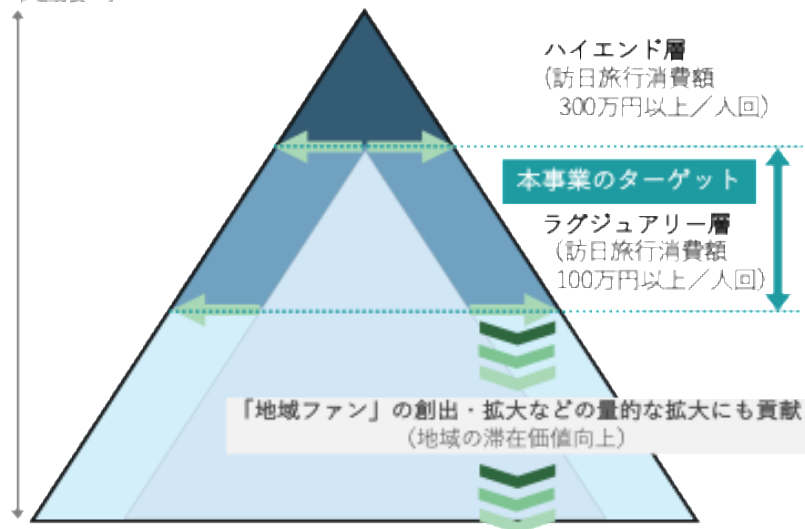 ハイエンド層
(訪日旅行消費額
300万円以上／人回)
本事業のターゲット
ラグジュアリー層
(訪日旅行消費額
100万円以上／人回)
「地域ファン」の創出・拡大などの量的な拡大にも貢献
(地域の滞在価値向上)